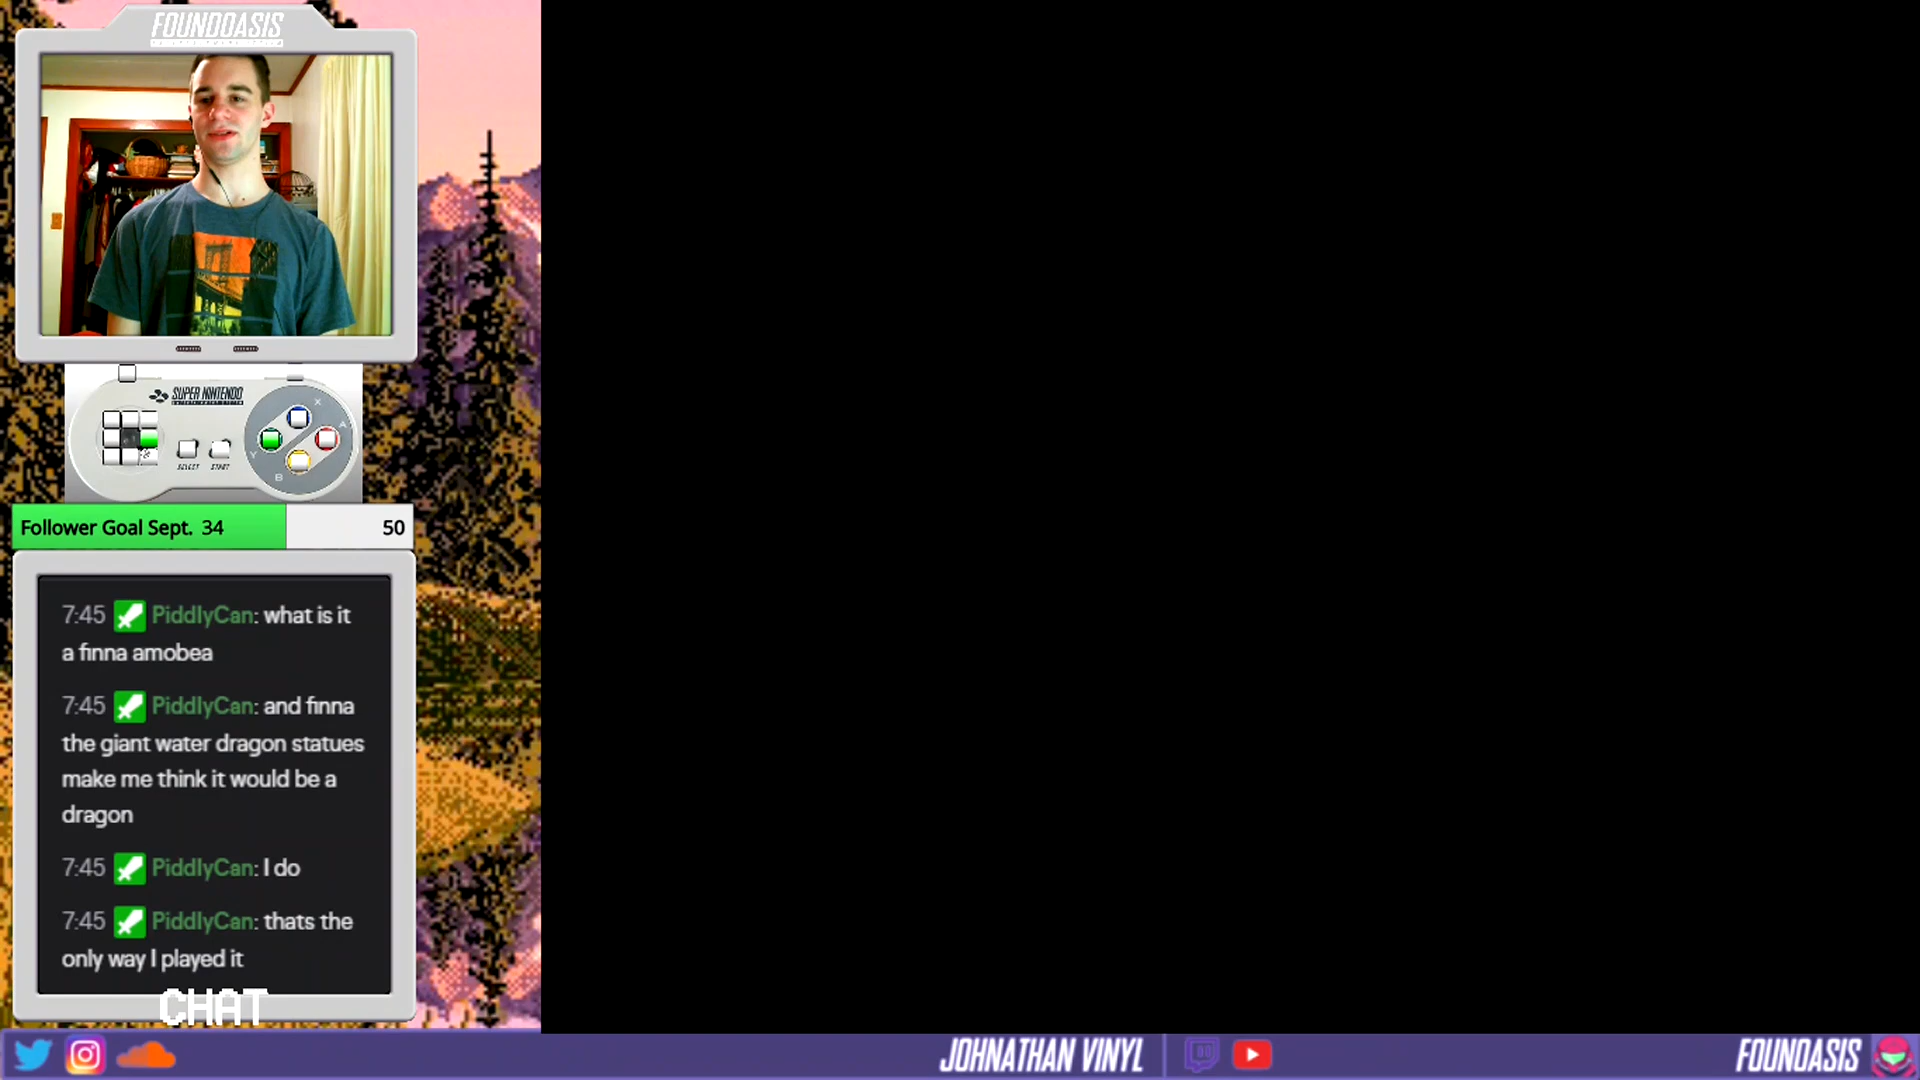 FOUNDOASIS
SUPER NINTENDO
X
A
Y
B
SELECT
START
Follower Goal Sept. 34
50
7:45 PiddlyCan: what is it
a finna amobea
7:45 PiddlyCan: and finna
the giant water dragon statues
make me think it would be a
dragon
7:45 PiddlyCan: I do
7:45 PiddlyCan: thats the
only way I played it
CHAT
JOHNATHAN VINYL
FOUNOASIS